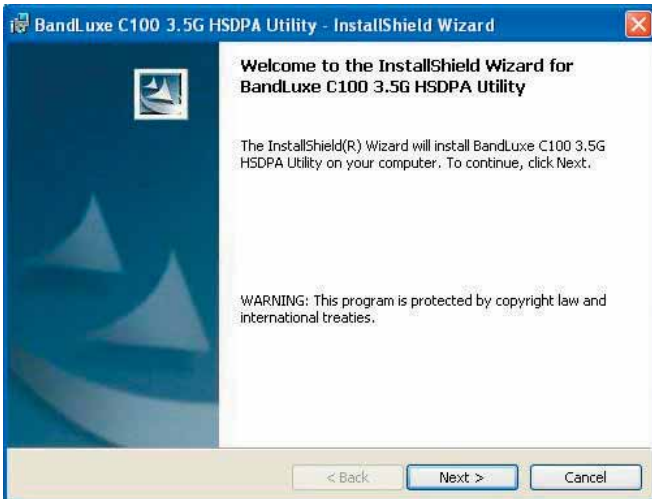 BandLuxe C100 3.5G HSDPA Utility - InstallShield Wizard
Welcome to the InstallShield Wizard for
BandLuxe C100 3.5G HSDPA Utility
The InstallShield(R) Wizard will install BandLuxe C100 3.5G
HSDPA Utility on your computer. To continue, click Next.
WARNING: This program is protected by copyright law and
international treaties.
< Back
Next >
Cancel